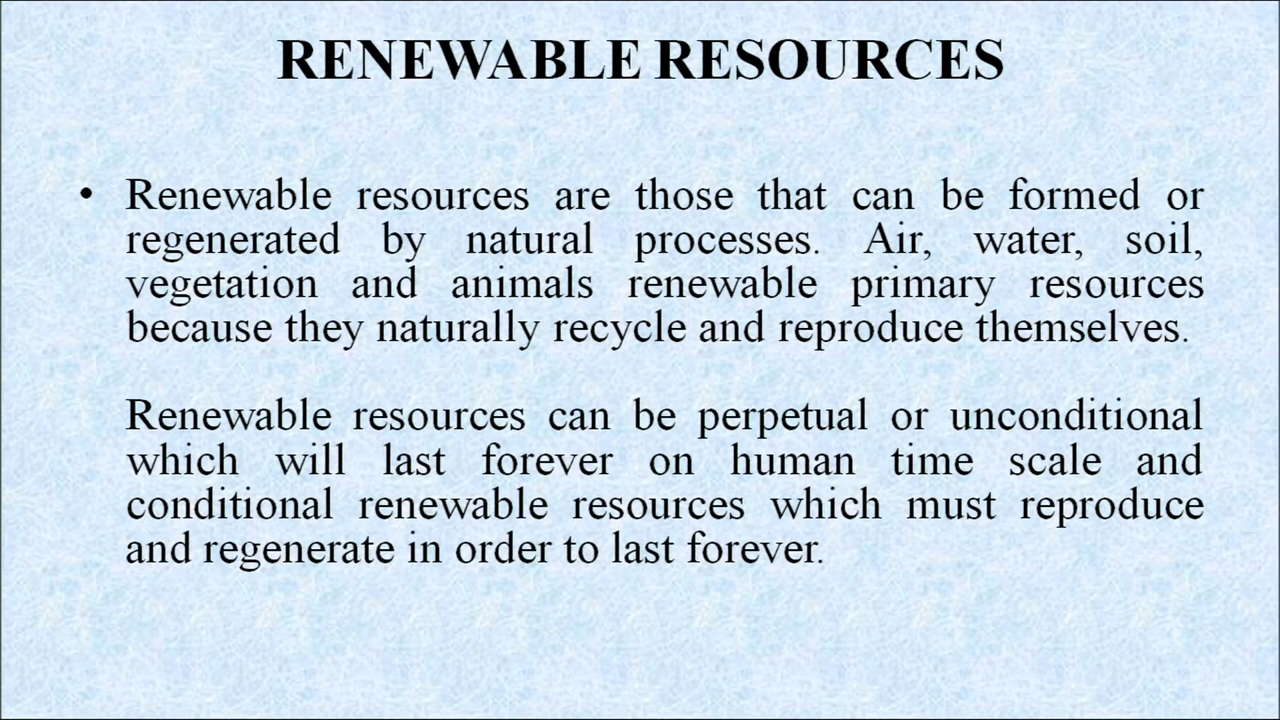 RENEWABLE RESOURCES
• Renewable resources are those that can be formed or
regenerated by natural processes. Air, water, soil,
vegetation and animals renewable primary resources
because they naturally recycle and reproduce themselves.
Renewable resources can be perpetual or unconditional
which will last forever on human time scale and
conditional renewable resources which must reproduce
and regenerate in order to last forever.